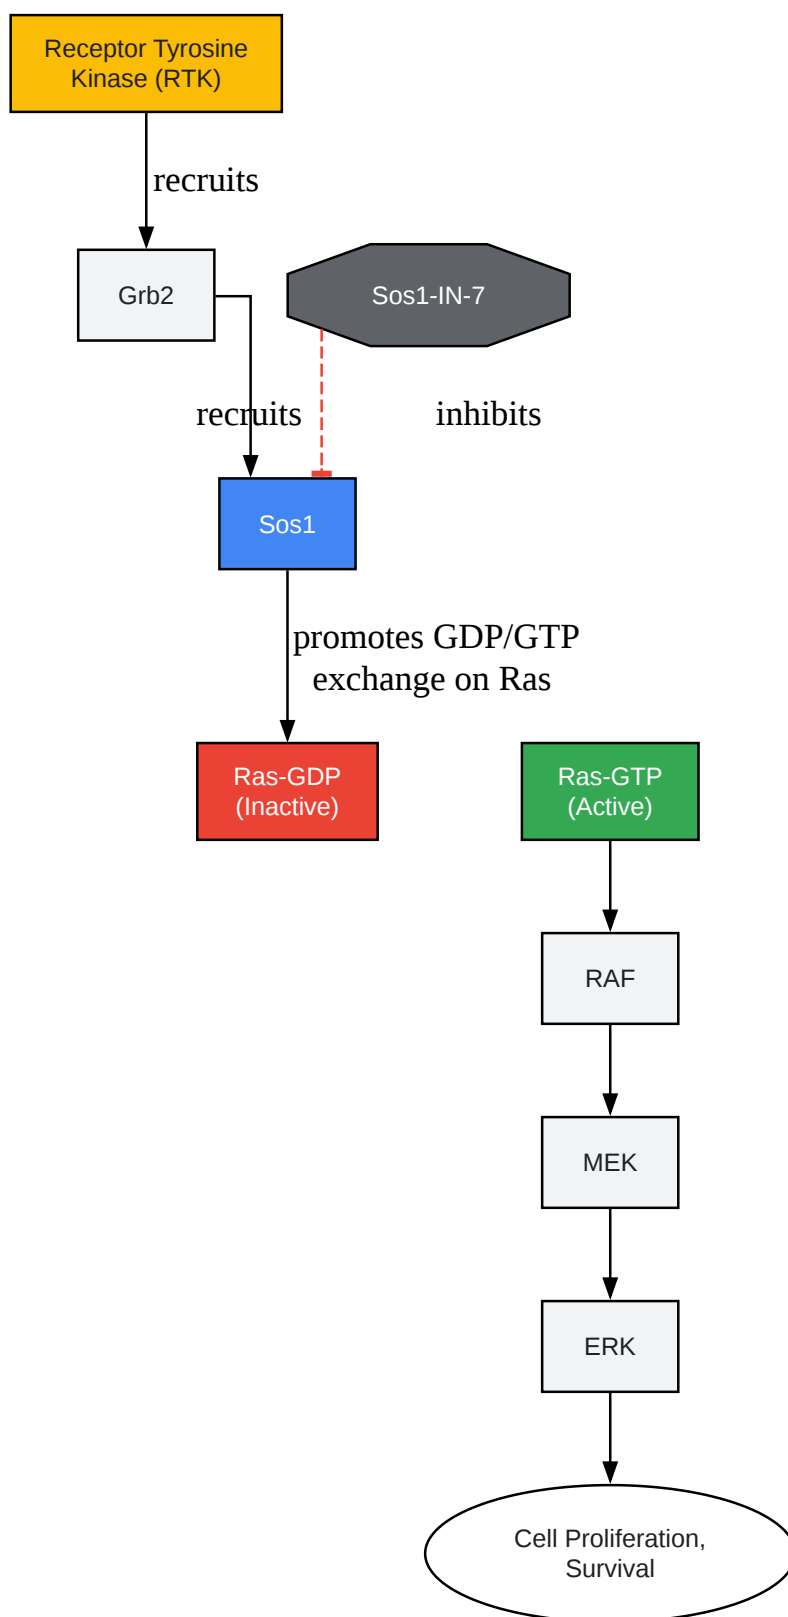 Receptor Tyrosine
Kinase (RTK)
recruits
Grb2
Sos1-IN-7
recruits
inhibits
Sos1
promotes GDP/GTP
exchange on Ras
Ras-GDP
(Inactive)
Ras-GTP
(Active)
RAF
MEK
ERK
Cell Proliferation,
Survival